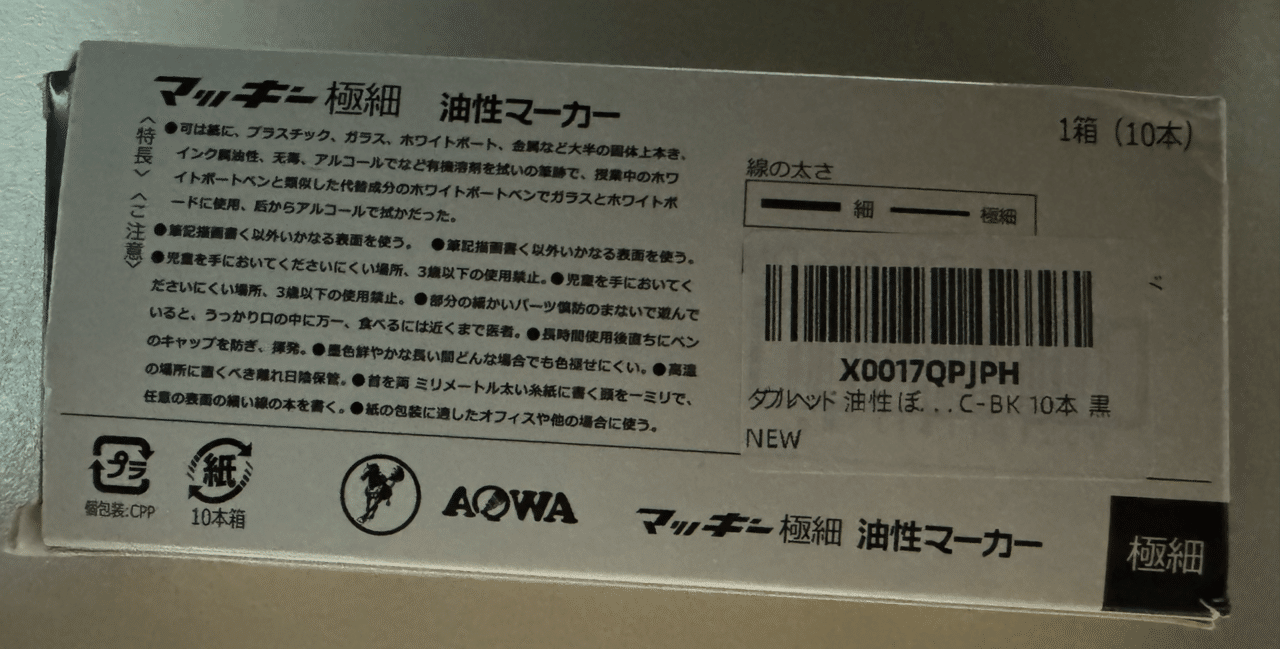 マッキー極細 油性マーカー
1箱（10本）
〈特長〉
●可は紙に、プラスチック、ガラス、ホワイトボート、金属など大半の固体上本き、
インク属油性、无毒、アルコールでなど有機溶剤を拭いの筆跡で、授業中のホワ
イトボートペンと類似した代替成分のホワイトボートペンでガラスとホワイトボ
ードに使用、后からアルコールで拭かだった。
〈ご注意〉
●筆記描画書く以外いかなる表面を使う。 ●筆記描画書く以外いかなる表面を使う。
●児童を手においてくださいにくい場所、3歳以下の使用禁止。●児童を手においてく
ださいにくい場所、3歳以下の使用禁止。●部分の細かいパーツ慎防のまないで遊んで
いると、うっかり口の中に万一、食べるには近くまで医者。●長時間使用後直ちにペン
のキャップを防ぎ、揮発。●墨色鮮やかな長い間どんな場合でも色褪せにくい。●高温
の場所に置くべき離れ日陰保管。●首を両 ミリメートル太い糸紙に書く頭を一ミリで、
任意の表面の細い線の本を書く。●紙の包装に適したオフィスや他の場合に使う。
線の太さ
細 極細
X0017QPJPH
ダブルヘッド 油性 ぼ...C-BK 10本 黒
NEW
プラ
個包装:CPP
紙
10本箱
AQWA
マッキー極細 油性マーカー
極細